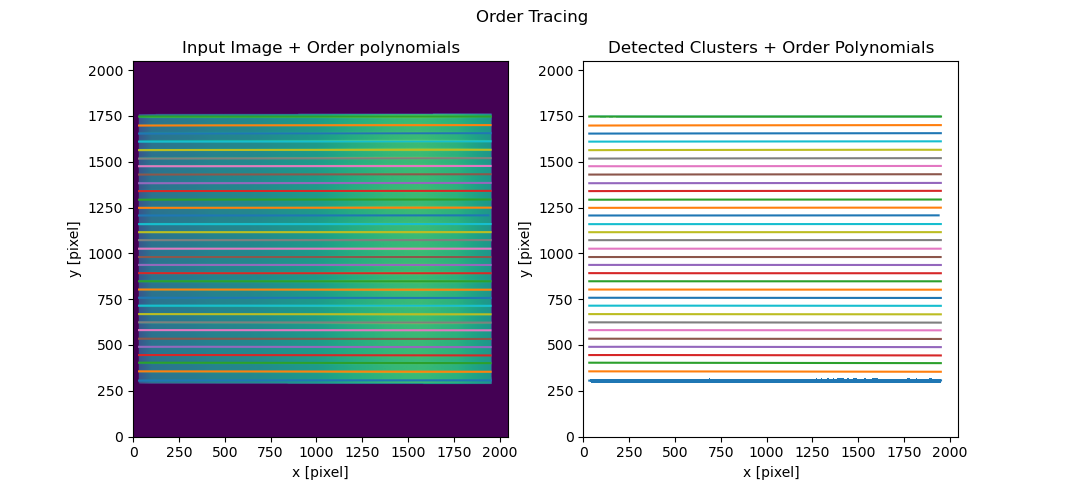 Order Tracing
Input Image + Order polynomials
Detected Clusters + Order Polynomials
2000
1750
1500
1250
1000
750
500
250
0
y [pixel]
0 250 500 750 1000 1250 1500 1750 2000
x [pixel]
2000
1750
1500
1250
1000
750
500
250
0
y [pixel]
0 250 500 750 1000 1250 1500 1750 2000
x [pixel]